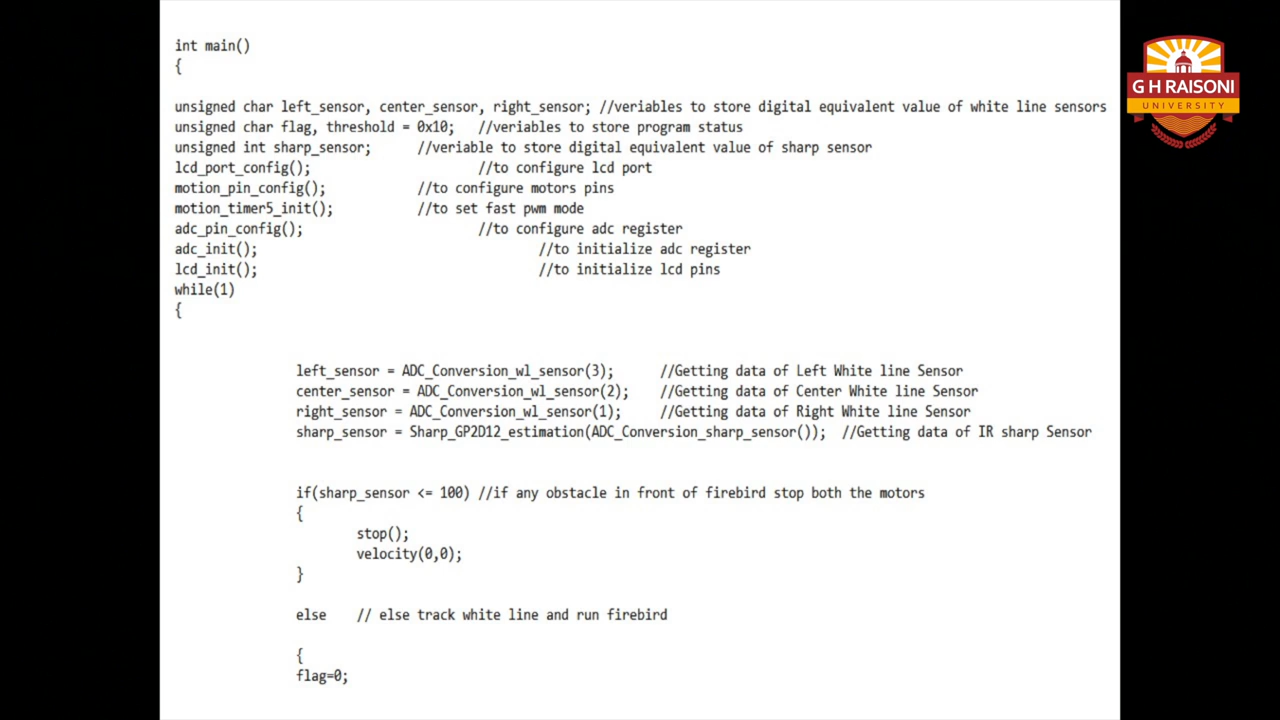 int main()
{
unsigned char left_sensor, center_sensor, right_sensor; //veriables to store digital equivalent value of white line sensors
unsigned char flag, threshold = 0x10; //veriables to store program status
unsigned int sharp_sensor; //veriable to store digital equivalent value of sharp sensor
lcd_port_config(); //to configure lcd port
motion_pin_config(); //to configure motors pins
motion_timer5_init(); //to set fast pwm mode
adc_pin_config(); //to configure adc register
adc_init(); //to initialize adc register
lcd_init(); //to initialize lcd pins
while(1)
{
left_sensor = ADC_Conversion_wl_sensor(3); //Getting data of Left White line Sensor
center_sensor = ADC_Conversion_wl_sensor(2); //Getting data of Center White line Sensor
right_sensor = ADC_Conversion_wl_sensor(1); //Getting data of Right White line Sensor
sharp_sensor = Sharp_GP2D12_estimation(ADC_Conversion_sharp_sensor()); //Getting data of IR sharp Sensor
if(sharp_sensor <= 100) //if any obstacle in front of firebird stop both the motors
{
stop();
velocity(0,0);
}
else // else track white line and run firebird
{
flag=0;
G H RAISONI
UNIVERSITY